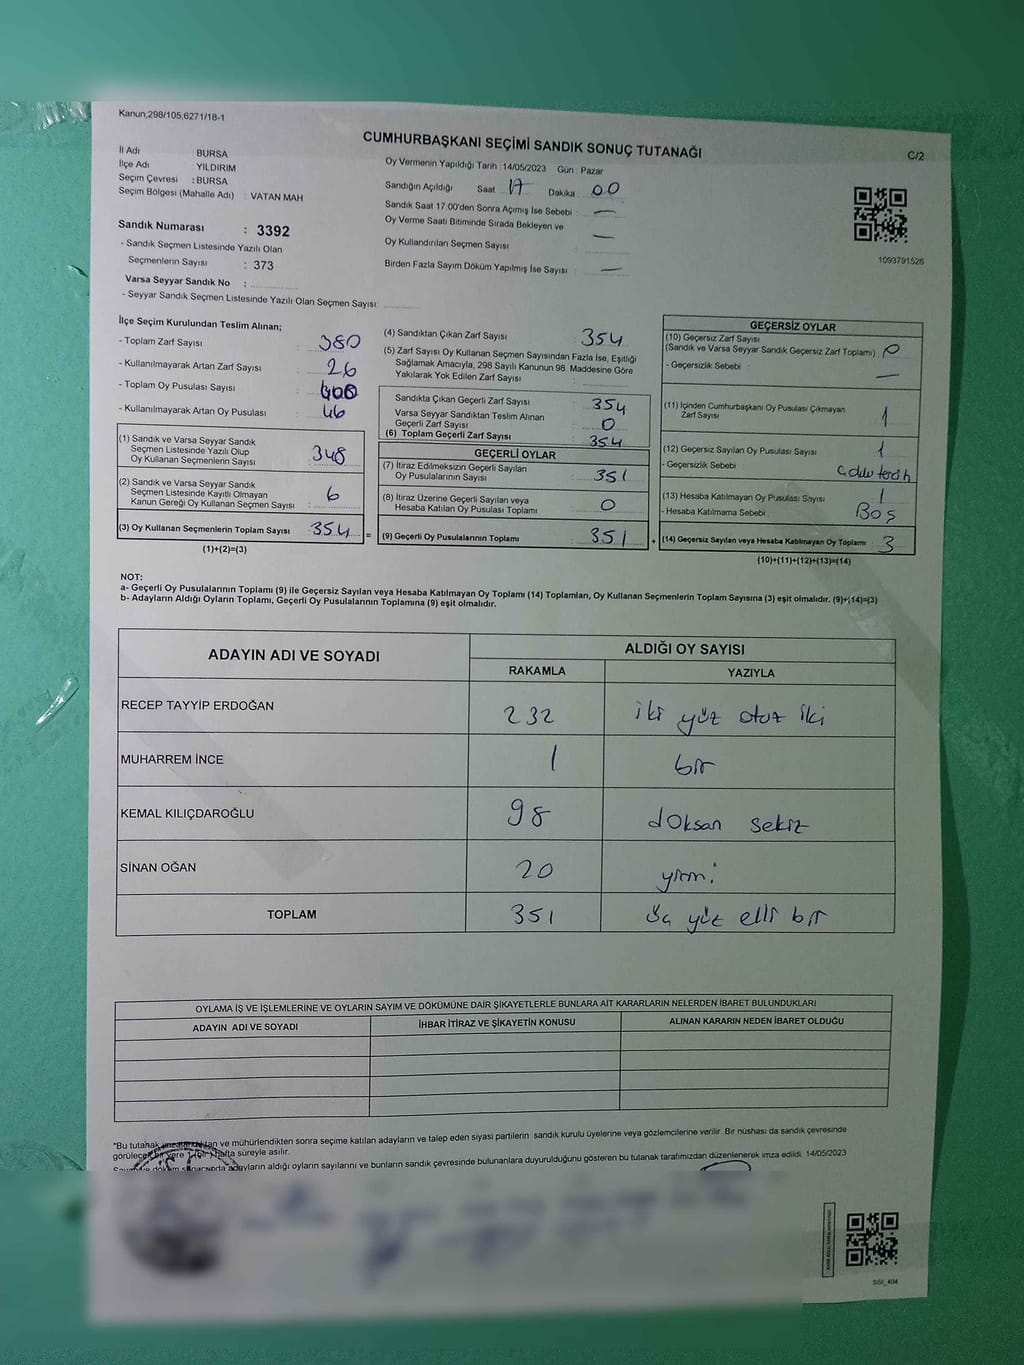 Kanun;298/105,6271/18-1
CUMHURBAŞKANI SEÇİMİ SANDIK SONUÇ TUTANAĞI
C/2
İl Adı BURSA
İlçe Adı YILDIRIM
Seçim Çevresi : BURSA
Seçim Bölgesi (Mahalle Adı) : VATAN MAH
Oy Vermenin Yapıldığı Tarih : 14/05/2023 Gün : Pazar
Sandığın Açıldığı Saat 17 Dakika 00
Sandık Saat 17:00'den Sonra Açımış İse Sebebi : —
Oy Verme Saati Bitiminde Sırada Bekleyen ve
Oy Kullandırılan Seçmen Sayısı : —
Birden Fazla Sayım Döküm Yapılmış İse Sayısı : —
1093791526
Sandık Numarası : 3392
- Sandık Seçmen Listesinde Yazılı Olan
Seçmenlerin Sayısı : 373
Varsa Seyyar Sandık No :
- Seyyar Sandık Seçmen Listesinde Yazılı Olan Seçmen Sayısı:
İlçe Seçim Kurulundan Teslim Alınan;
- Toplam Zarf Sayısı : 380
- Kullanılmayarak Artan Zarf Sayısı : 26
- Toplam Oy Pusulası Sayısı : 400
- Kullanılmayarak Artan Oy Pusulası : 46
(1) Sandık ve Varsa Seyyar Sandık
Seçmen Listesinde Yazılı Olup
Oy Kullanan Seçmenlerin Sayısı : 348
(2) Sandık ve Varsa Seyyar Sandık
Seçmen Listesinde Kayıtlı Olmayan
Kanun Gereği Oy Kullanan Seçmen Sayısı : 6
(3) Oy Kullanan Seçmenlerin Toplam Sayısı : 354 =
(1)+(2)=(3)
(4) Sandıktan Çıkan Zarf Sayısı : 354
(5) Zarf Sayısı Oy Kullanan Seçmen Sayısından Fazla İse, Eşitliği
Sağlamak Amacıyla, 298 Sayılı Kanunun 98. Maddesine Göre
Yakılarak Yok Edilen Zarf Sayısı :
Sandıkta Çıkan Geçerli Zarf Sayısı : 354
Varsa Seyyar Sandıktan Teslim Alınan
Geçerli Zarf Sayısı : 0
(6) Toplam Geçerli Zarf Sayısı : 354
GEÇERLİ OYLAR
(7) İtiraz Edilmeksizin Geçerli Sayılan
Oy Pusulalarının Sayısı : 351
(8) İtiraz Üzerine Geçerli Sayılan veya
Hesaba Katılan Oy Pusulası Toplamı : 0
(9) Geçerli Oy Pusulalarının Toplamı : 351 +
GEÇERSİZ OYLAR
(10) Geçersiz Zarf Sayısı
(Sandık ve Varsa Seyyar Sandık Geçersiz Zarf Toplamı) : 0
- Geçersizlik Sebebi : —
(11) İçinden Cumhurbaşkanı Oy Pusulası Çıkmayan
Zarf Sayısı : 1
(12) Geçersiz Sayılan Oy Pusulası Sayısı : 1
- Geçersizlik Sebebi
(13) Hesaba Katılmayan Oy Pusulası Sayısı : 1
- Hesaba Katılmama Sebebi : Boş
(14) Geçersiz Sayılan veya Hesaba Katılmayan Oy Toplamı : 3
(10)+(11)+(12)+(13)=(14)
NOT:
a- Geçerli Oy Pusulalarının Toplamı (9) ile Geçersiz Sayılan veya Hesaba Katılmayan Oy Toplamı (14) Toplamları, Oy Kullanan Seçmenlerin Toplam Sayısına (3) eşit olmalıdır. (9)+(14)=(3)
b- Adayların Aldığı Oyların Toplamı, Geçerli Oy Pusulalarının Toplamına (9) eşit olmalıdır.
ADAYIN ADI VE SOYADI ALDIĞI OY SAYISI
RAKAMLA YAZIYLA
RECEP TAYYİP ERDOĞAN 232 iki yüz otuz iki
MUHARREM İNCE 1 bir
KEMAL KILIÇDAROĞLU 98 doksan sekiz
SİNAN OĞAN 20 yirmi
TOPLAM 351 üç yüz elli bir
OYLAMA İŞ VE İŞLEMLERİNE VE OYLARIN SAYIM VE DÖKÜMÜNE DAİR ŞİKAYETLERLE BUNLARA AİT KARARLARIN NELERDEN İBARET BULUNDUKLARI
ADAYIN ADI VE SOYADI İHBAR İTİRAZ VE ŞİKAYETİN KONUSU ALINAN KARARIN NEDEN İBARET OLDUĞU
*Bu tutanak imzalandıktan ve mühürlendikten sonra seçime katılan adayların ve talep eden siyasi partilerin sandık kurulu üyelerine veya gözlemcilerine verilir. Bir nüshası da sandık çevresinde
görülecek bir yere 1 (bir) hafta süreyle asılır.
Sayım ve döküm sonucunda adayların aldığı oyların sayılarını ve bunların sandık çevresinde bulunanlara duyurulduğunu gösteren bu tutanak tarafımızdan düzenlenerek imza edildi. 14/05/2023